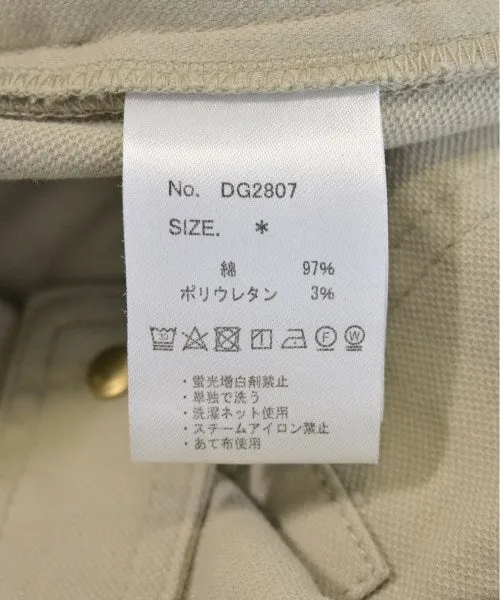 No. DG2807
SIZE. *
綿 97%
ポリウレタン 3%
・蛍光増白剤禁止
・単独で洗う
・洗濯ネット使用
・スチームアイロン禁止
・あて布使用